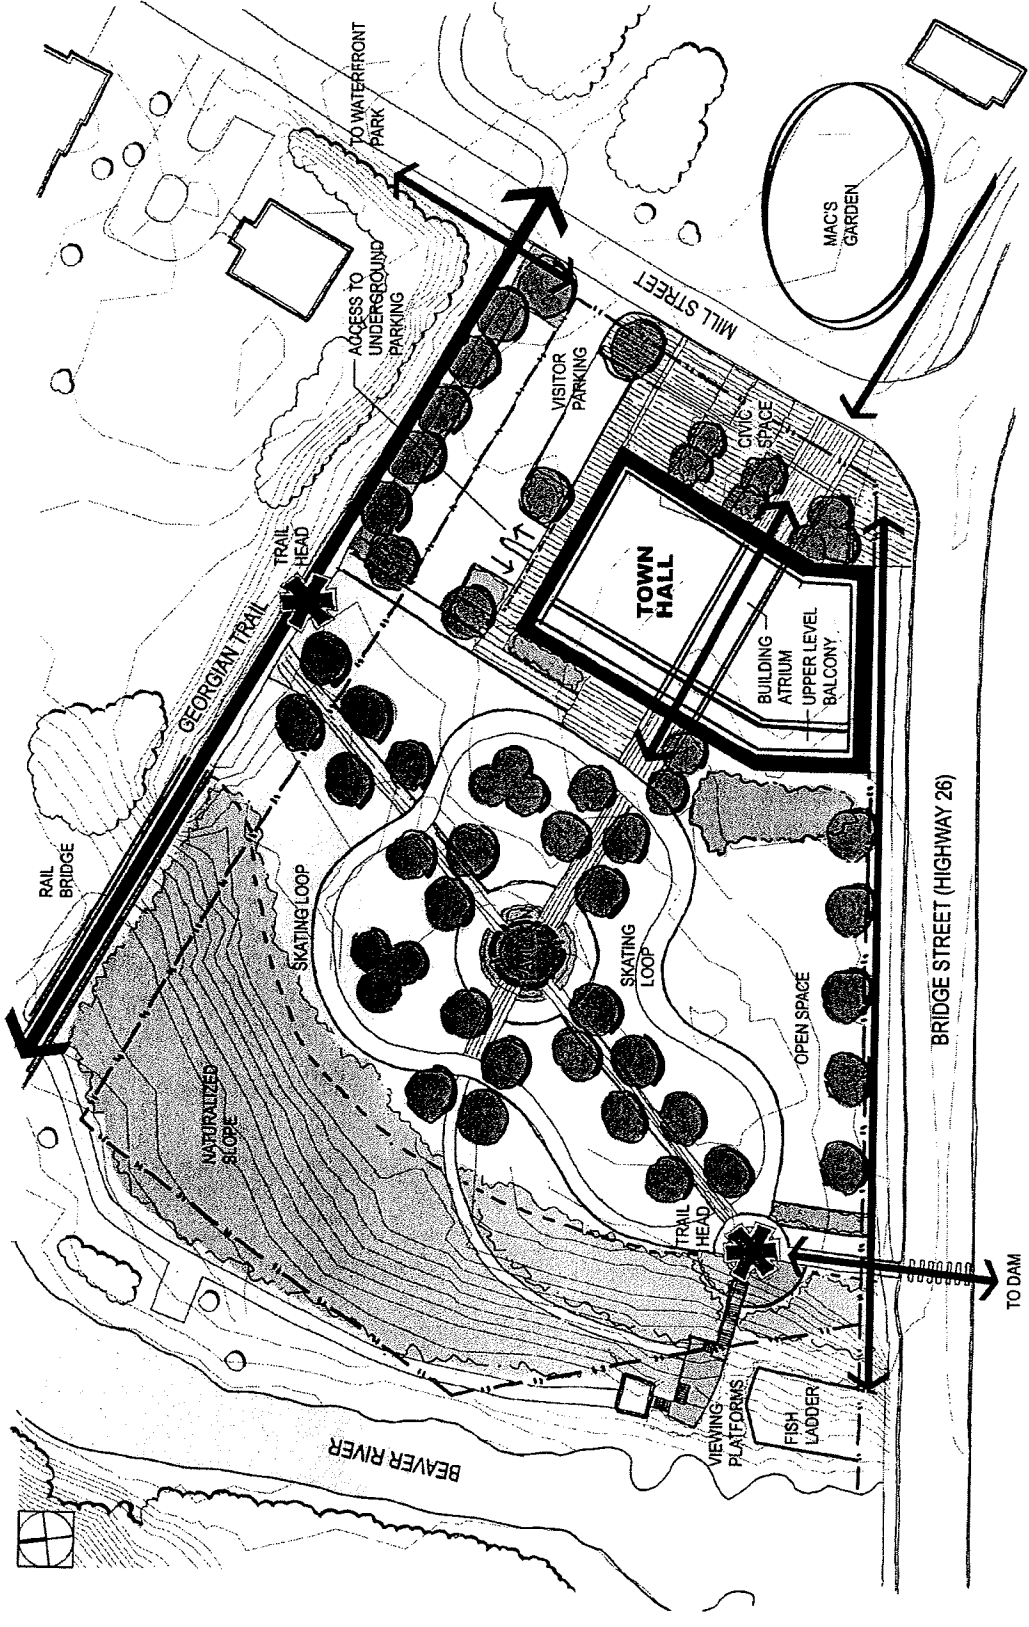 TO WATERFRONT
PARK
ACCESS TO
UNDERGROUND
PARKING
MAC'S
GARDEN
MILL STREET
VISITOR
PARKING
CIVIC
SPACE
TRAIL
HEAD
GEORGIAN TRAIL
TOWN
HALL
BUILDING
ATRIUM
UPPER LEVEL
BALCONY
RAIL
BRIDGE
SKATING LOOP
SKATING
LOOP
OPEN SPACE
BRIDGE STREET (HIGHWAY 26)
NATURALIZED
SLOPE
TRAIL
HEAD
TO DAM
VIEWING
PLATFORMS
FISH
LADDER
BEAVER RIVER